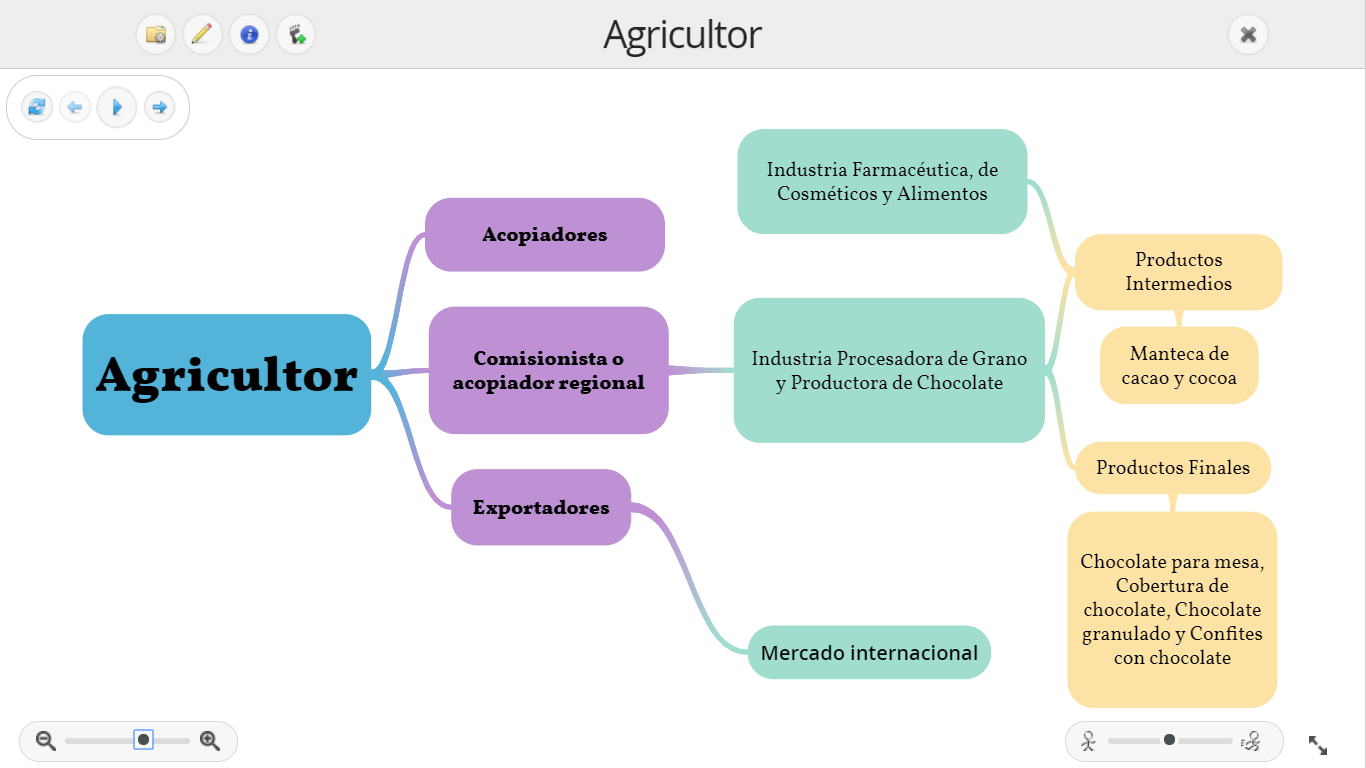 Agricultor
Industria Farmacéutica, de
Cosméticos y Alimentos
Acopiadores
Productos
Intermedios
Agricultor
Comisionista o
acopiador regional
Industria Procesadora de Grano
y Productora de Chocolate
Manteca de
cacao y cocoa
Productos Finales
Exportadores
Chocolate para mesa,
Cobertura de
chocolate, Chocolate
granulado y Confites
con chocolate
Mercado internacional